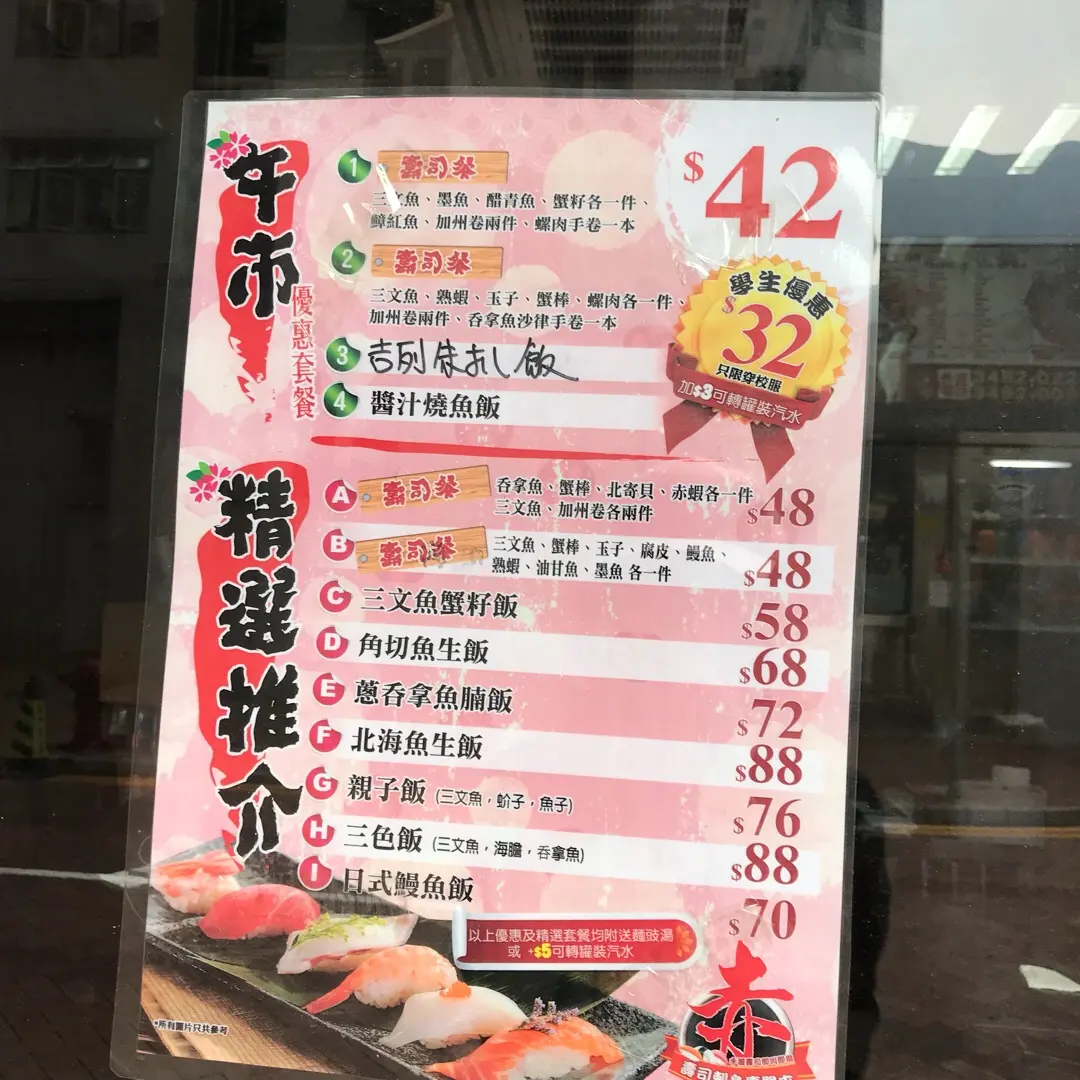 午市
優惠套餐
$42
1 壽司餐
三文魚、墨魚、醋青魚、蟹籽各一件、
鱆紅魚、加州卷兩件、螺肉手卷一本
2 壽司餐
三文魚、熟蝦、玉子、蟹棒、螺肉各一件、
加州卷兩件、吞拿魚沙律手卷一本
3 吉列
飯
4 醬汁燒魚飯
學生優惠
$32
只限穿校服
加$3可轉罐裝汽水
精選推介
A 壽司餐
吞拿魚、蟹棒、北寄貝、赤蝦各一件
三文魚、加州卷各兩件
$48
B 壽司餐
三文魚、蟹棒、玉子、腐皮、鰻魚、
熟蝦、油甘魚、墨魚 各一件
$48
C 三文魚蟹籽飯 $58
D 角切魚生飯 $68
E 蔥吞拿魚腩飯 $72
F 北海魚生飯 $88
G 親子飯 (三文魚，蚧子，魚子) $76
H 三色飯 (三文魚，海膽，吞拿魚) $88
I 日式鰻魚飯 $70
以上優惠及精選套餐均附送麵豉湯
或 +$5可轉罐裝汽水
*所有圖片只共參考
赤